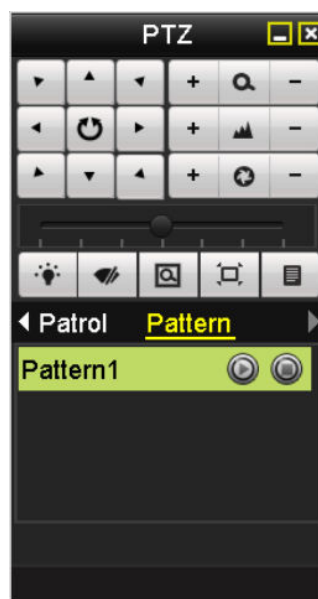 PTZ
+ −
+ −
+ −
Patrol Pattern
Pattern1